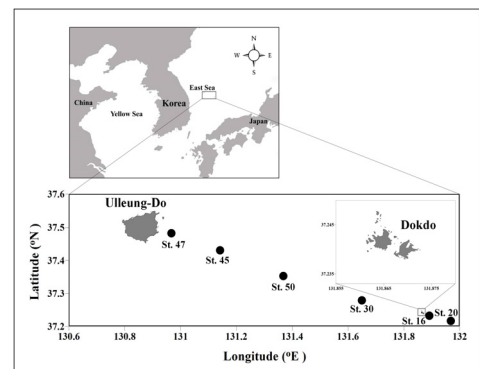 N
W E
S
East Sea
China
Korea
Yellow Sea
Japan
37.6
Ulleung-Do
37.5
St. 47
St. 45
37.4
St. 50
37.3
St. 30
St. 16
St. 20
37.2
Dokdo
37.245
37.235
131.855
131.865
131.875
130.6
130.8
131
131.2
131.4
131.6
131.8
132
Latitude (ºN)
Longitude (ºE)